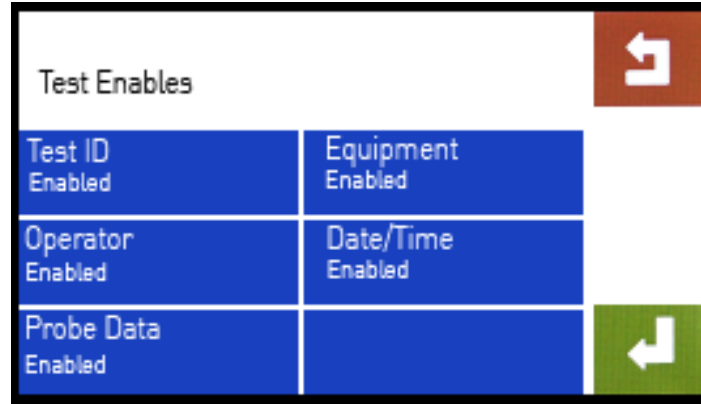 Test Enables
Test ID
Enabled
Equipment
Enabled
Operator
Enabled
Date/Time
Enabled
Probe Data
Enabled